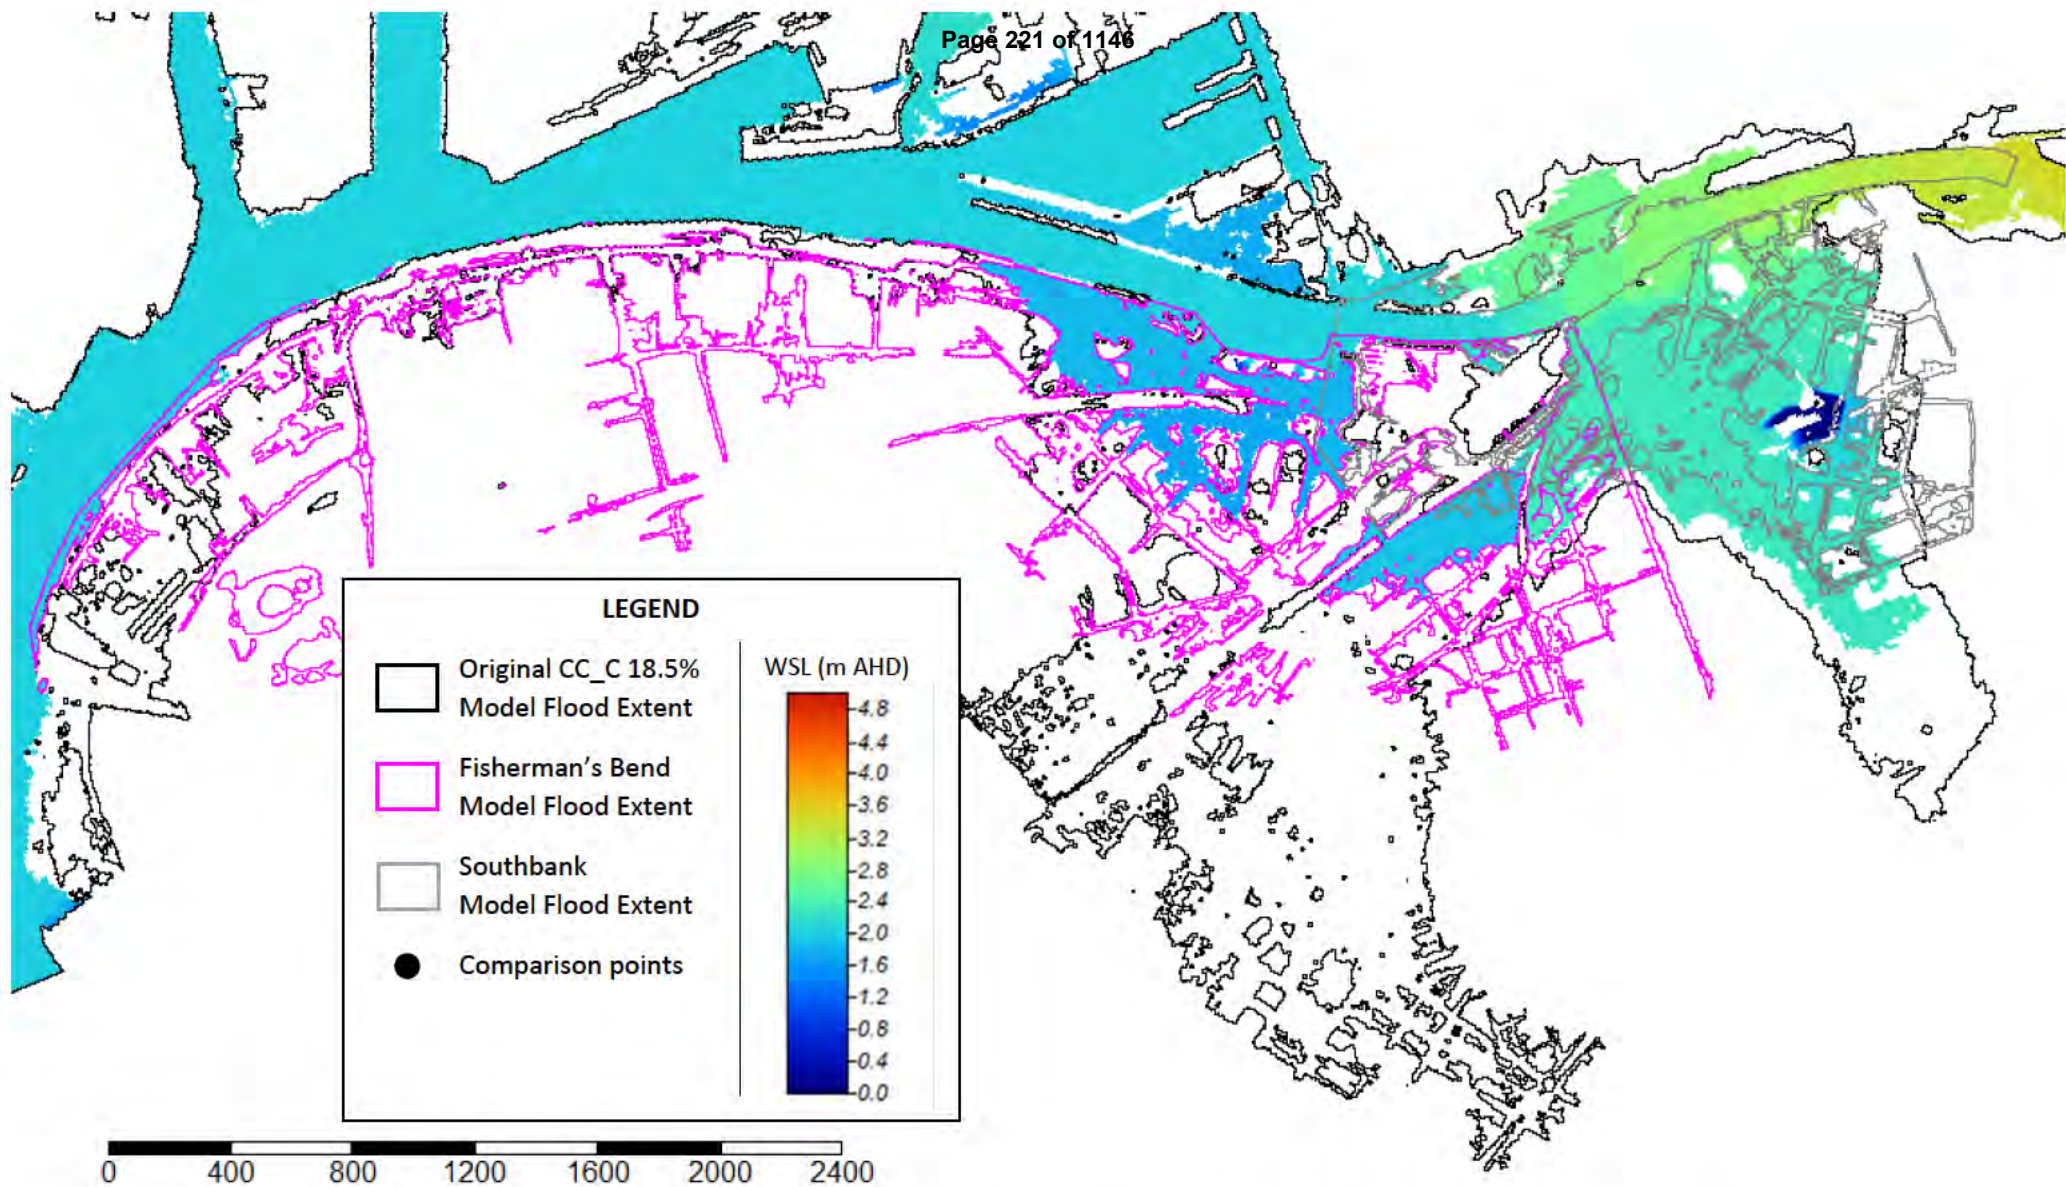 Page 221 of 1146
LEGEND
Original CC_C 18.5%
Model Flood Extent
Fisherman's Bend
Model Flood Extent
Southbank
Model Flood Extent
Comparison points
WSL (m AHD)
4.8
4.4
4.0
3.6
3.2
2.8
2.4
2.0
1.6
1.2
0.8
0.4
0.0
0 400 800 1200 1600 2000 2400